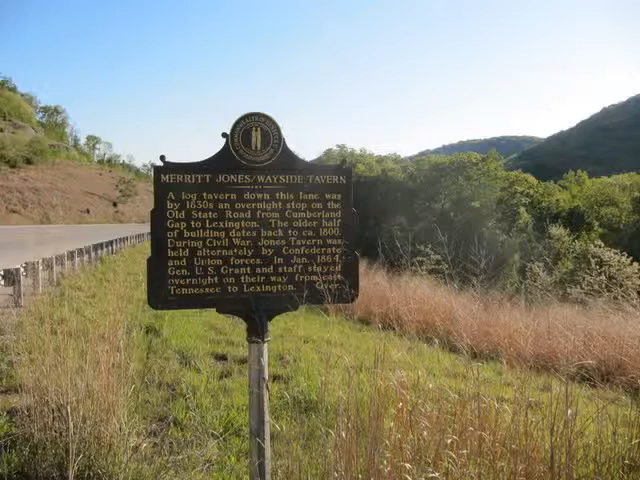 COMMONWEALTH OF KENTUCKY
MERRITT JONES/WAYSIDE TAVERN
A log tavern down this lane was
by 1830s an overnight stop on the
Old State Road from Cumberland
Gap to Lexington. The older half
of building dates back to ca. 1800.
During Civil War, Jones Tavern was
held alternately by Confederate
and Union forces. In Jan. 1864,
Gen. U. S. Grant and staff stayed
overnight on their way from east
Tennessee to Lexington. Over.